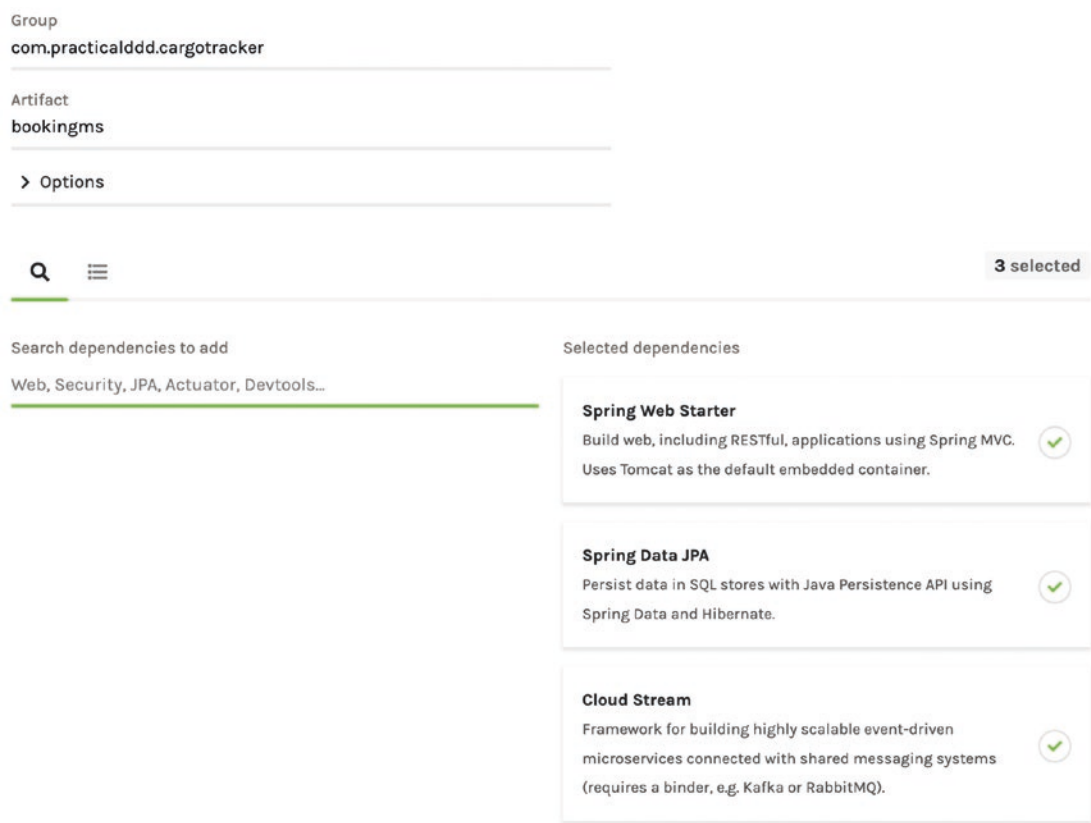 Group
com.practicalddd.cargotracker
Artifact
bookingms
Options
3 selected
Search dependencies to add
Web, Security, JPA, Actuator, Devtools...
Selected dependencies
Spring Web Starter
Build web, including RESTful, applications using Spring MVC.
Uses Tomcat as the default embedded container.
Spring Data JPA
Persist data in SQL stores with Java Persistence API using
Spring Data and Hibernate.
Cloud Stream
Framework for building highly scalable event-driven
microservices connected with shared messaging systems
(requires a binder, e.g. Kafka or RabbitMQ).